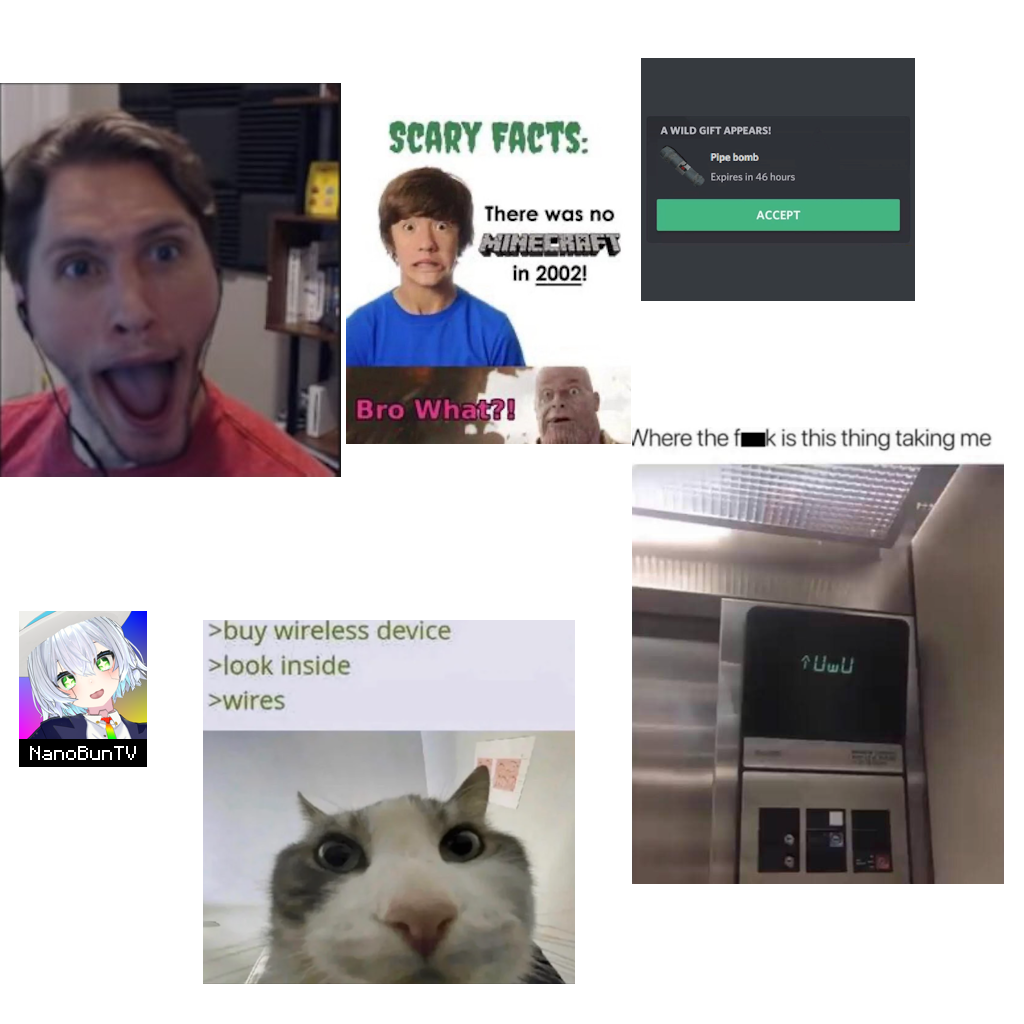 SCARY FACTS:
There was no
MINECRAFT
in 2002!
Bro What?!
A WILD GIFT APPEARS!
Pipe bomb
Expires in 46 hours
ACCEPT
Where the f k is this thing taking me
↑UwU
NanoBunTV
>buy wireless device
>look inside
>wires